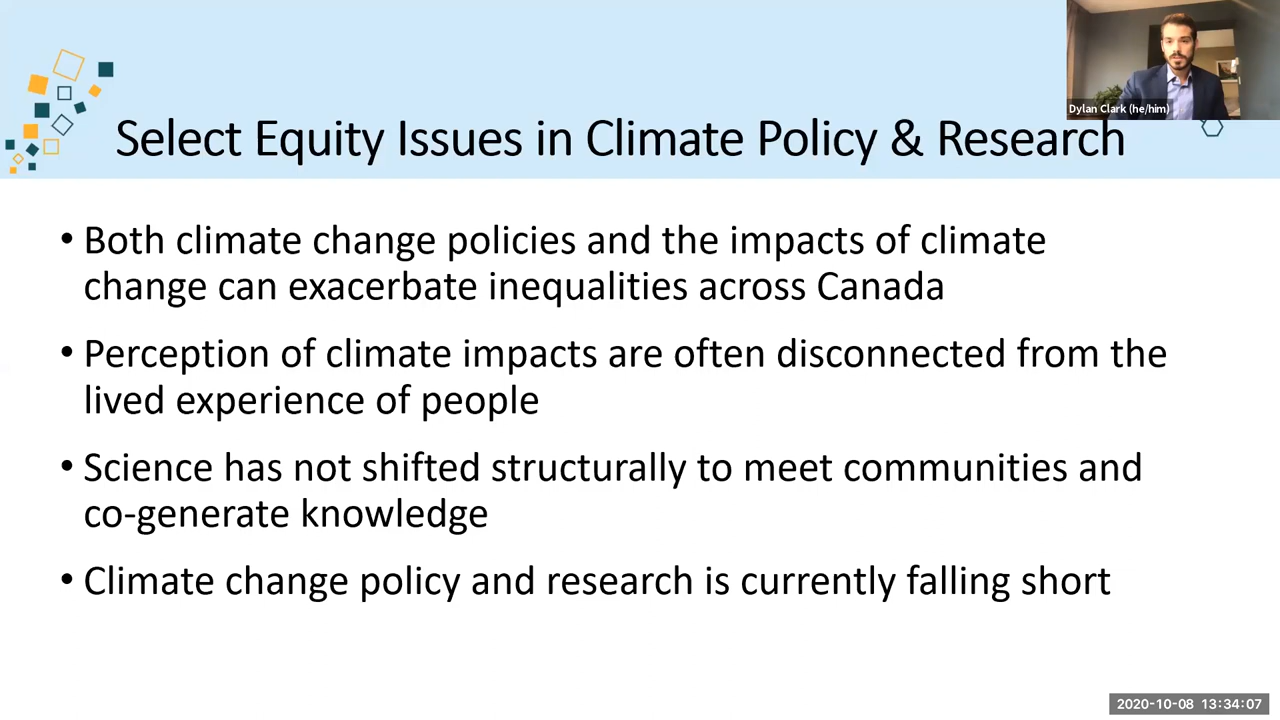 Dylan Clark (he/him)
Select Equity Issues in Climate Policy & Research
• Both climate change policies and the impacts of climate
change can exacerbate inequalities across Canada
• Perception of climate impacts are often disconnected from the
lived experience of people
• Science has not shifted structurally to meet communities and
co-generate knowledge
• Climate change policy and research is currently falling short
2020-10-08 13:34:07